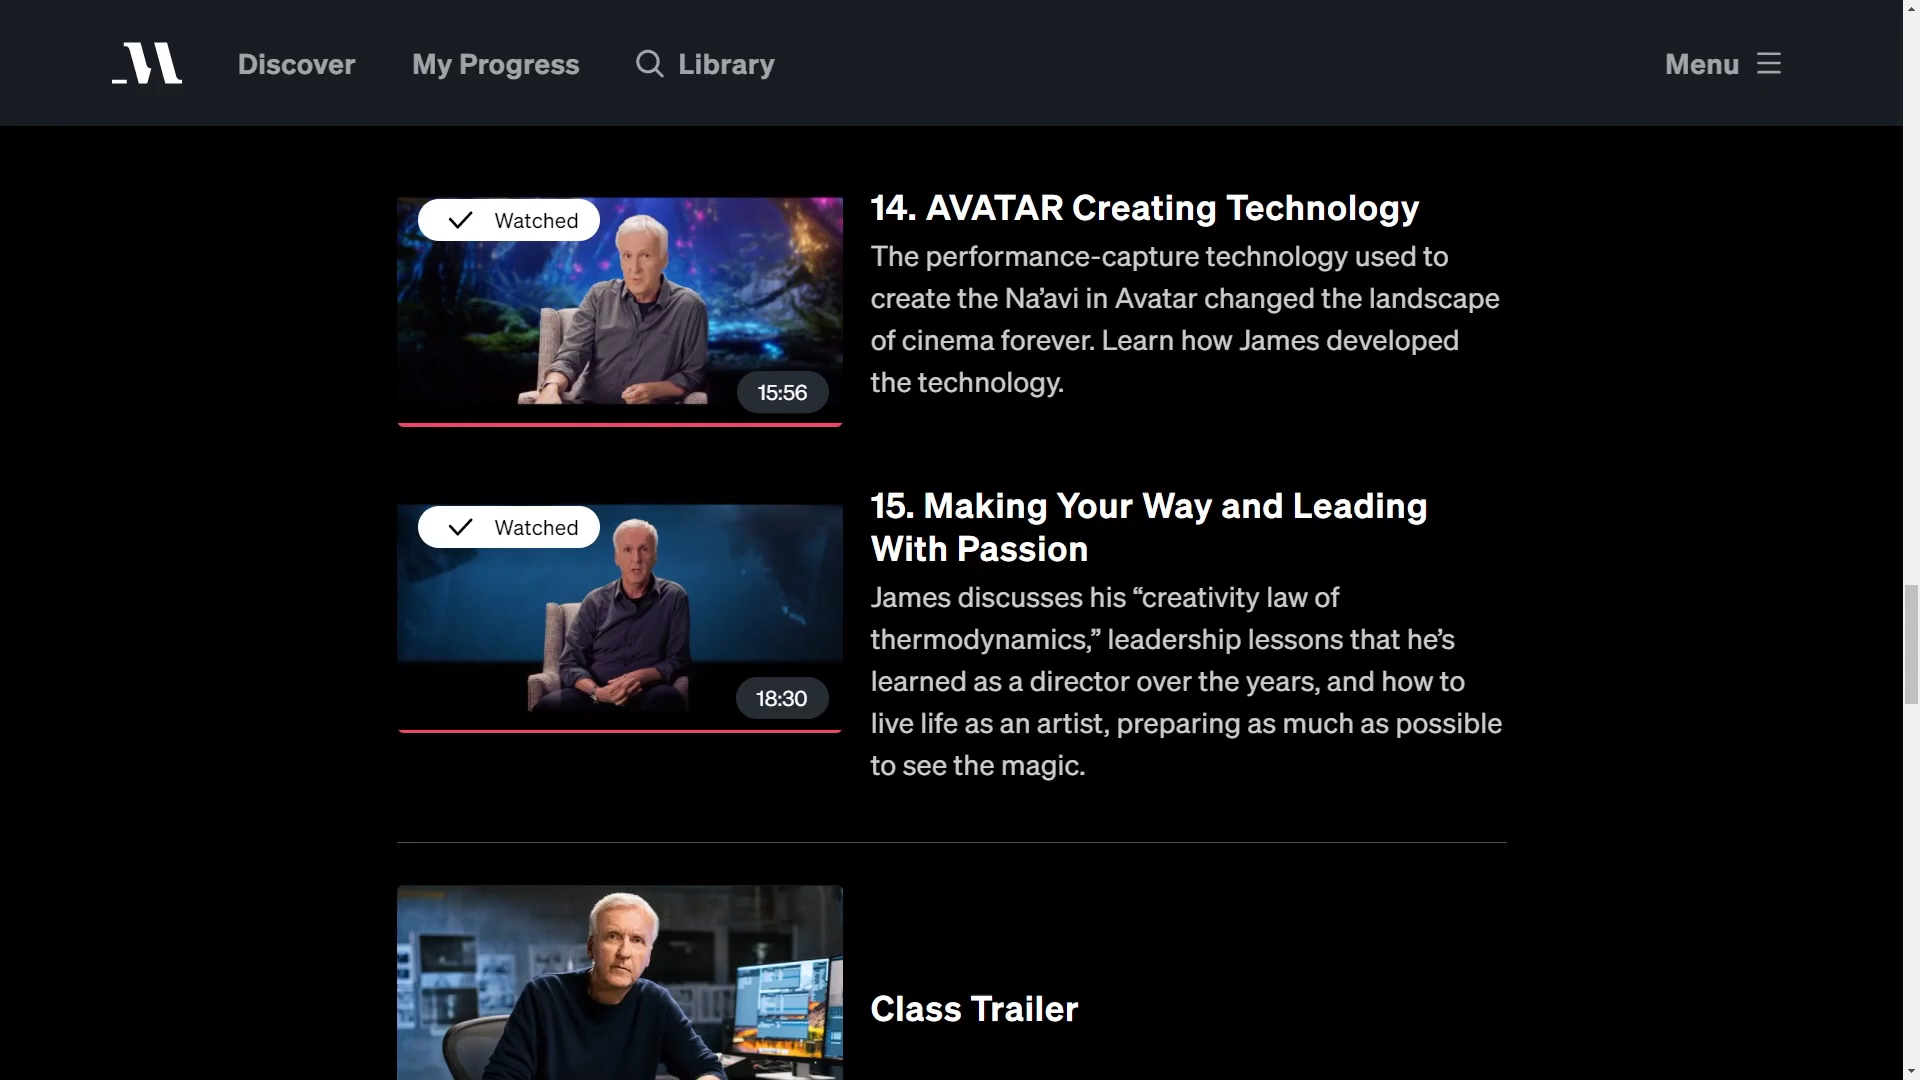 Discover
My Progress
Library
Menu
Watched
15:56
14. AVATAR Creating Technology
The performance-capture technology used to
create the Na’avi in Avatar changed the landscape
of cinema forever. Learn how James developed
the technology.
Watched
18:30
15. Making Your Way and Leading
With Passion
James discusses his “creativity law of
thermodynamics,” leadership lessons that he’s
learned as a director over the years, and how to
live life as an artist, preparing as much as possible
to see the magic.
Class Trailer